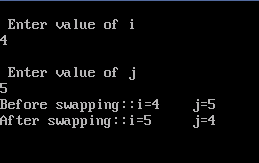 Enter value of i
4
Enter value of j
5
Before swapping::i=4    j=5
After swapping::i=5     j=4